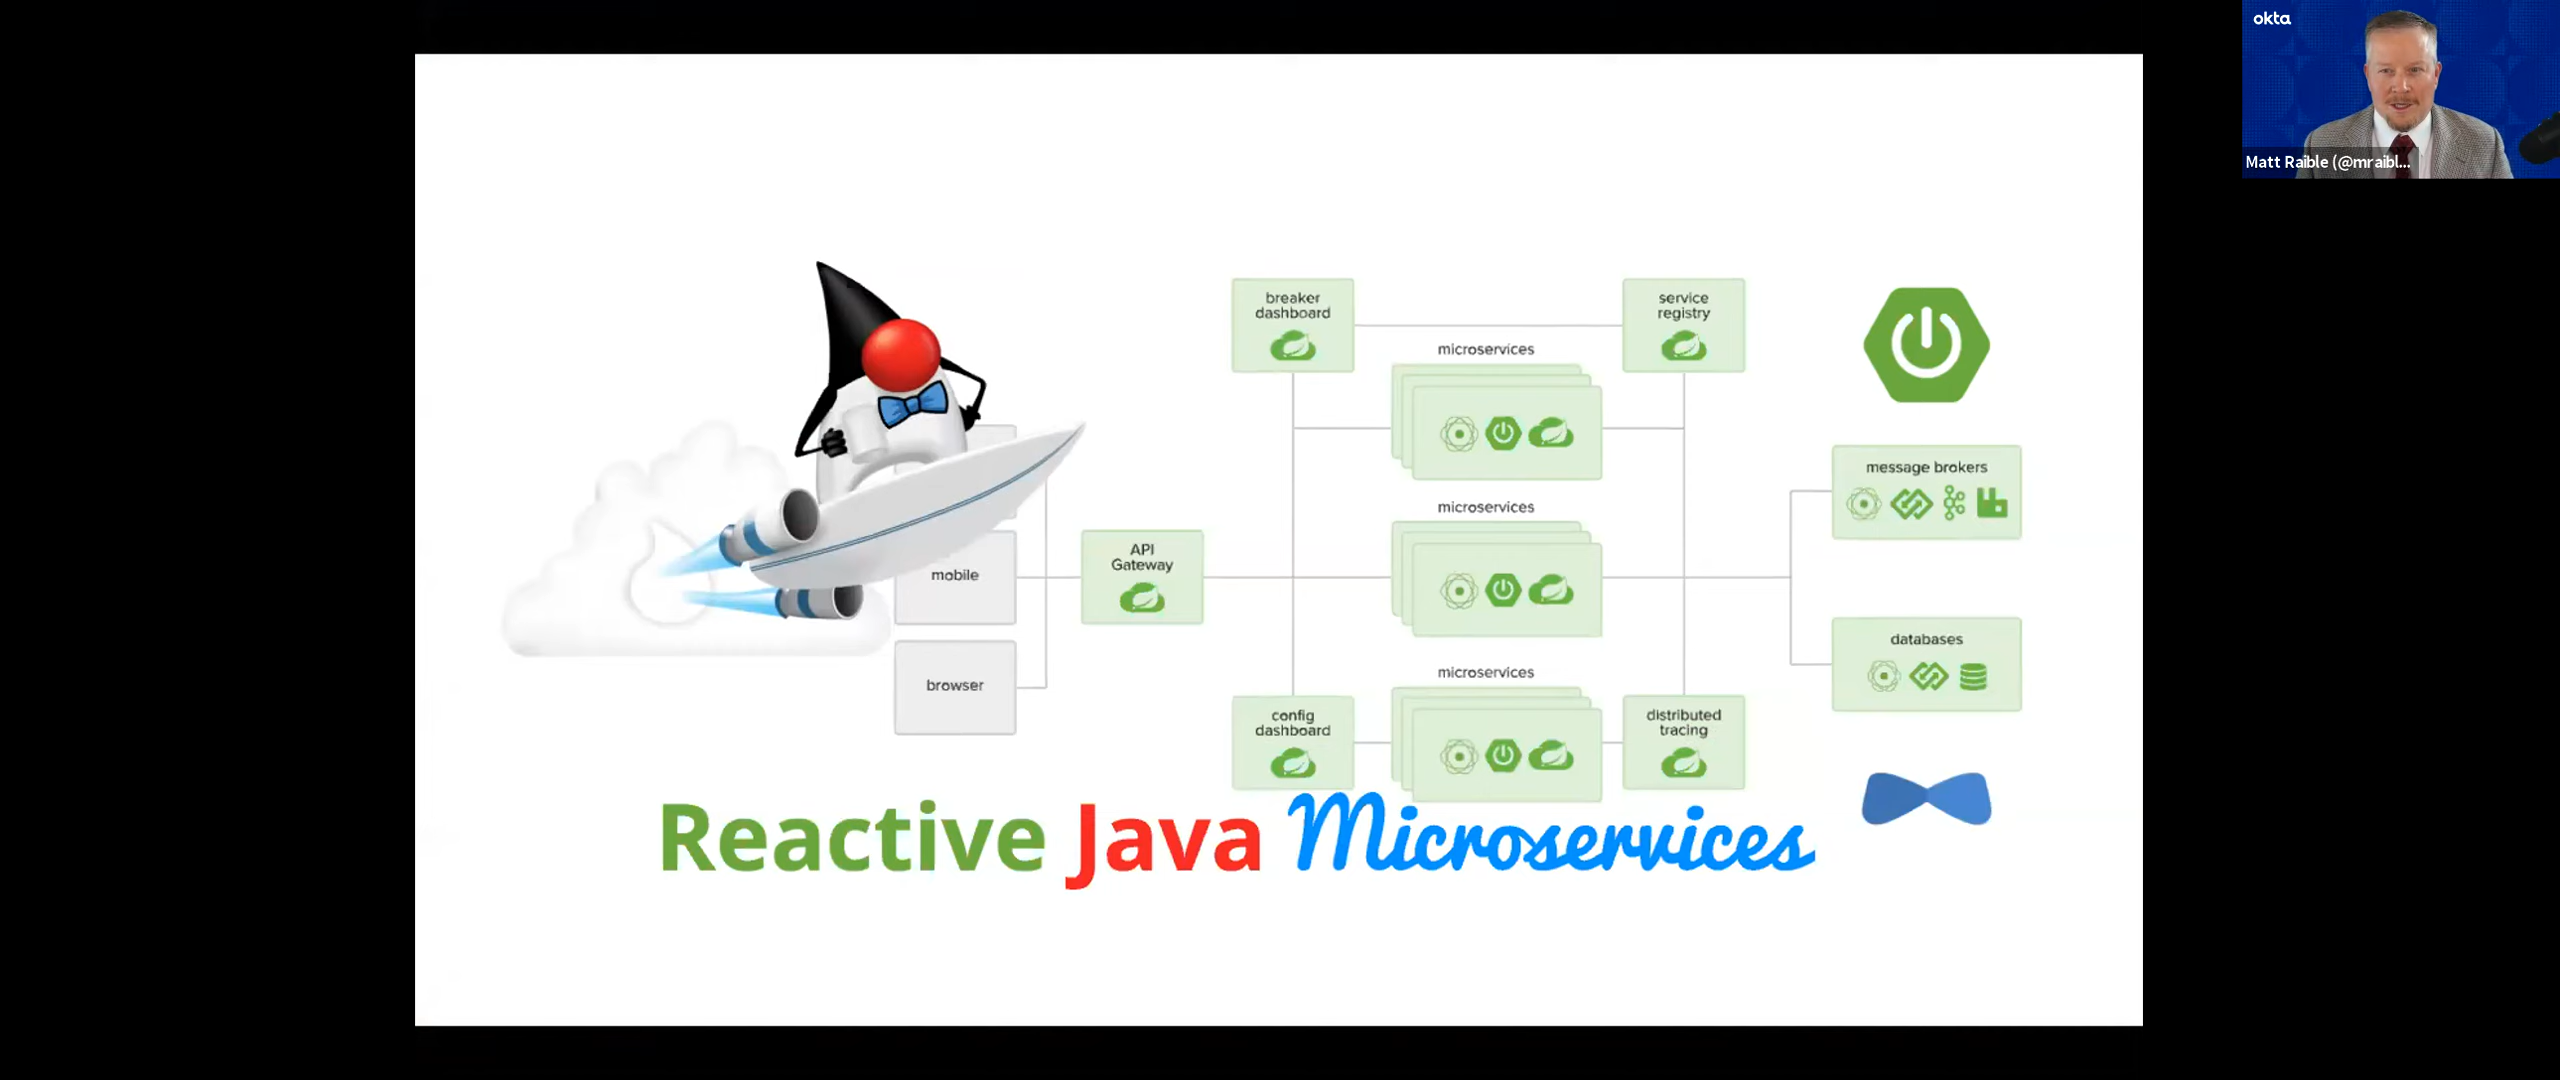 okta
Matt Raible (@mraibl...
breaker
dashboard
service
registry
microservices
message brokers
microservices
API
Gateway
mobile
databases
microservices
browser
config
dashboard
distributed
tracing
Reactive Java Microservices